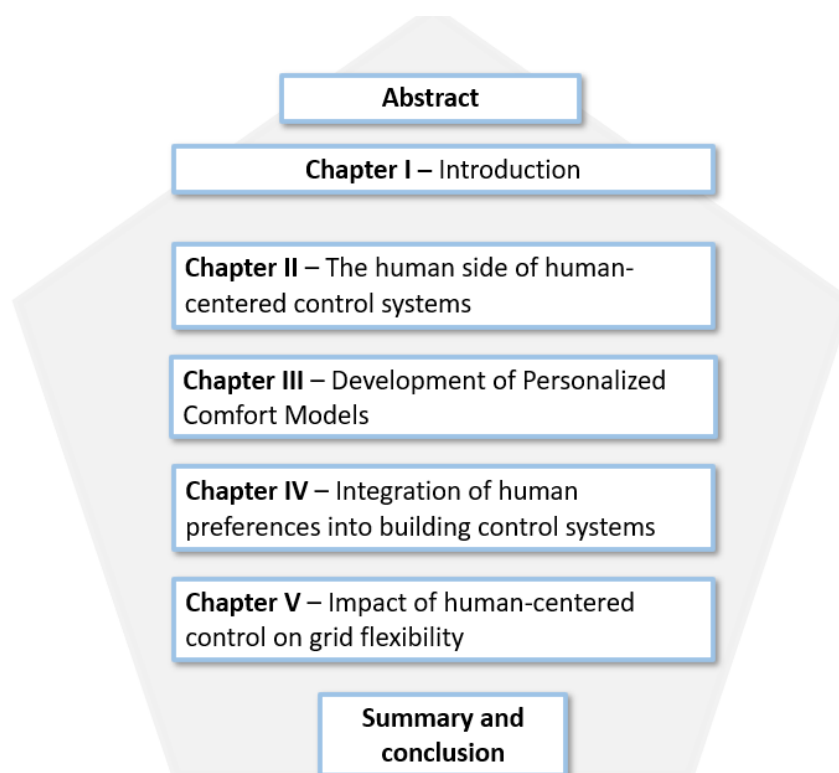 Abstract
Chapter I – Introduction
Chapter II – The human side of human-
centered control systems
Chapter III – Development of Personalized
Comfort Models
Chapter IV – Integration of human
preferences into building control systems
Chapter V – Impact of human-centered
control on grid flexibility
Summary and
conclusion